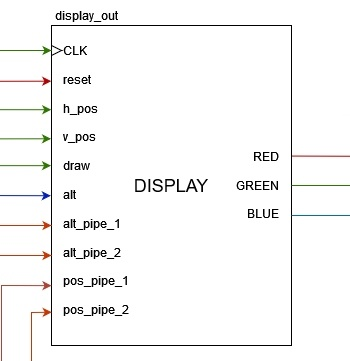 display_out
CLK
reset
h_pos
v_pos
draw
alt
alt_pipe_1
alt_pipe_2
pos_pipe_1
pos_pipe_2
DISPLAY
RED
GREEN
BLUE